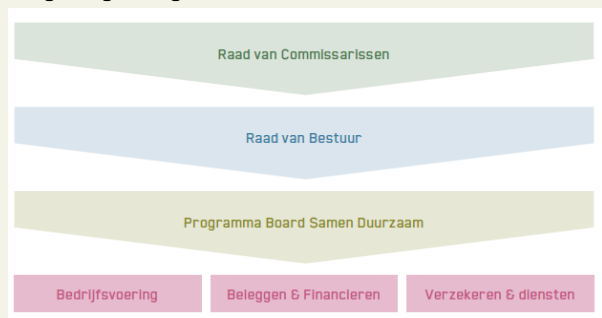 Raad van Commissarissen
Raad van Bestuur
Programma Board Samen Duurzaam
Bedrijfsvoering
Beleggen & Financieren
Verzekeren & diensten